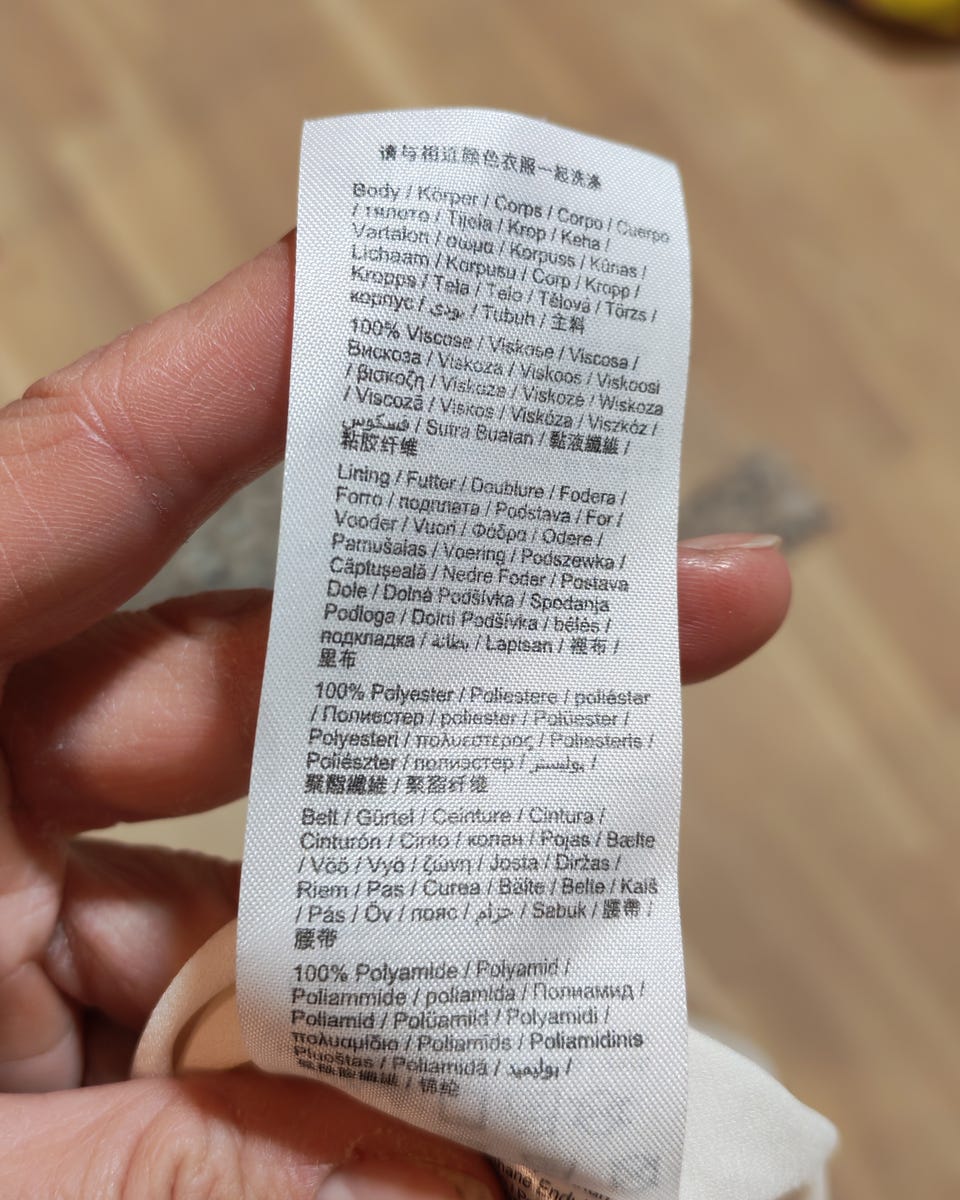 请与相近颜色衣服一起洗涤
Body / Körper / Corps / Corpo / Cuerpo
/ тялото / Tijela / Krop / Keha /
Vartalon / σωμα / Korpuss / Kūnas /
Lichaam / Korpusu / Corp / Kropp /
Kropps / Tela / Telo / Tělová / Törzs /
корпус / بودى / Tubuh / 主料
100% Viscose / Viskose / Viscosa /
Вискоза / Viskoza / Viskoos / Viskoosi
/ βισκοζη / Viskoze / Viskozė / Wiskoza
/ Viscoză / Viskos / Viskóza / Viszkóz /
فسكوس / Sutra Buatan / 黏液纖維 /
粘胶纤维
Lining / Futter / Doublure / Fodera /
Forro / подплата / Podstava / For /
Vooder / Vuori / Φόδρα / Odere /
Pamušalas / Voering / Podszewka /
Căptuşeală / Nedre Foder / Postava
Dole / Dolná Podšívka / Spodanja
Podloga / Dolní Podšívka / bélés /
подкладка / بطانة / Lapisan / 裡布 /
里布
100% Polyester / Poliestere / poliéster
/ Полиестер / poliester / Polüester /
Polyesteri / πολυεστερας / Poliesteris /
Poliészter / полиэстер / بوليستر /
聚酯纖維 / 聚酯纤维
Belt / Gürtel / Ceinture / Cintura /
Cinturón / Cinto / колан / Pojas / Bælte
/ Vöö / Vyö / ζώνη / Josta / Diržas /
Riem / Pas / Curea / Bälte / Belte / Kaiš
/ Pás / Öv / пояс / حزام / Sabuk / 腰帶 /
腰带
100% Polyamide / Polyamid /
Poliammide / poliamida / Полиамид /
Poliamid / Polüamiid / Polyamidi /
πολυαμίδιο / Poliamīds / Poliamidinis
Pluoštas / Poliamidă / بوليميد /
/ 锦纶